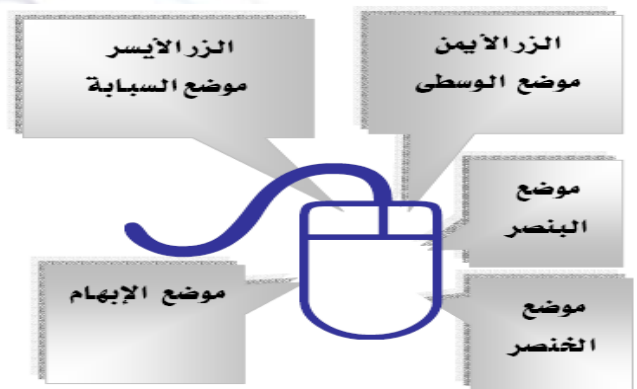 الزر الأيمن
موضع الوسطى
الزر الأيسر
موضع السبابة
موضع
البنصر
موضع الإبهام
موضع
الخنصر